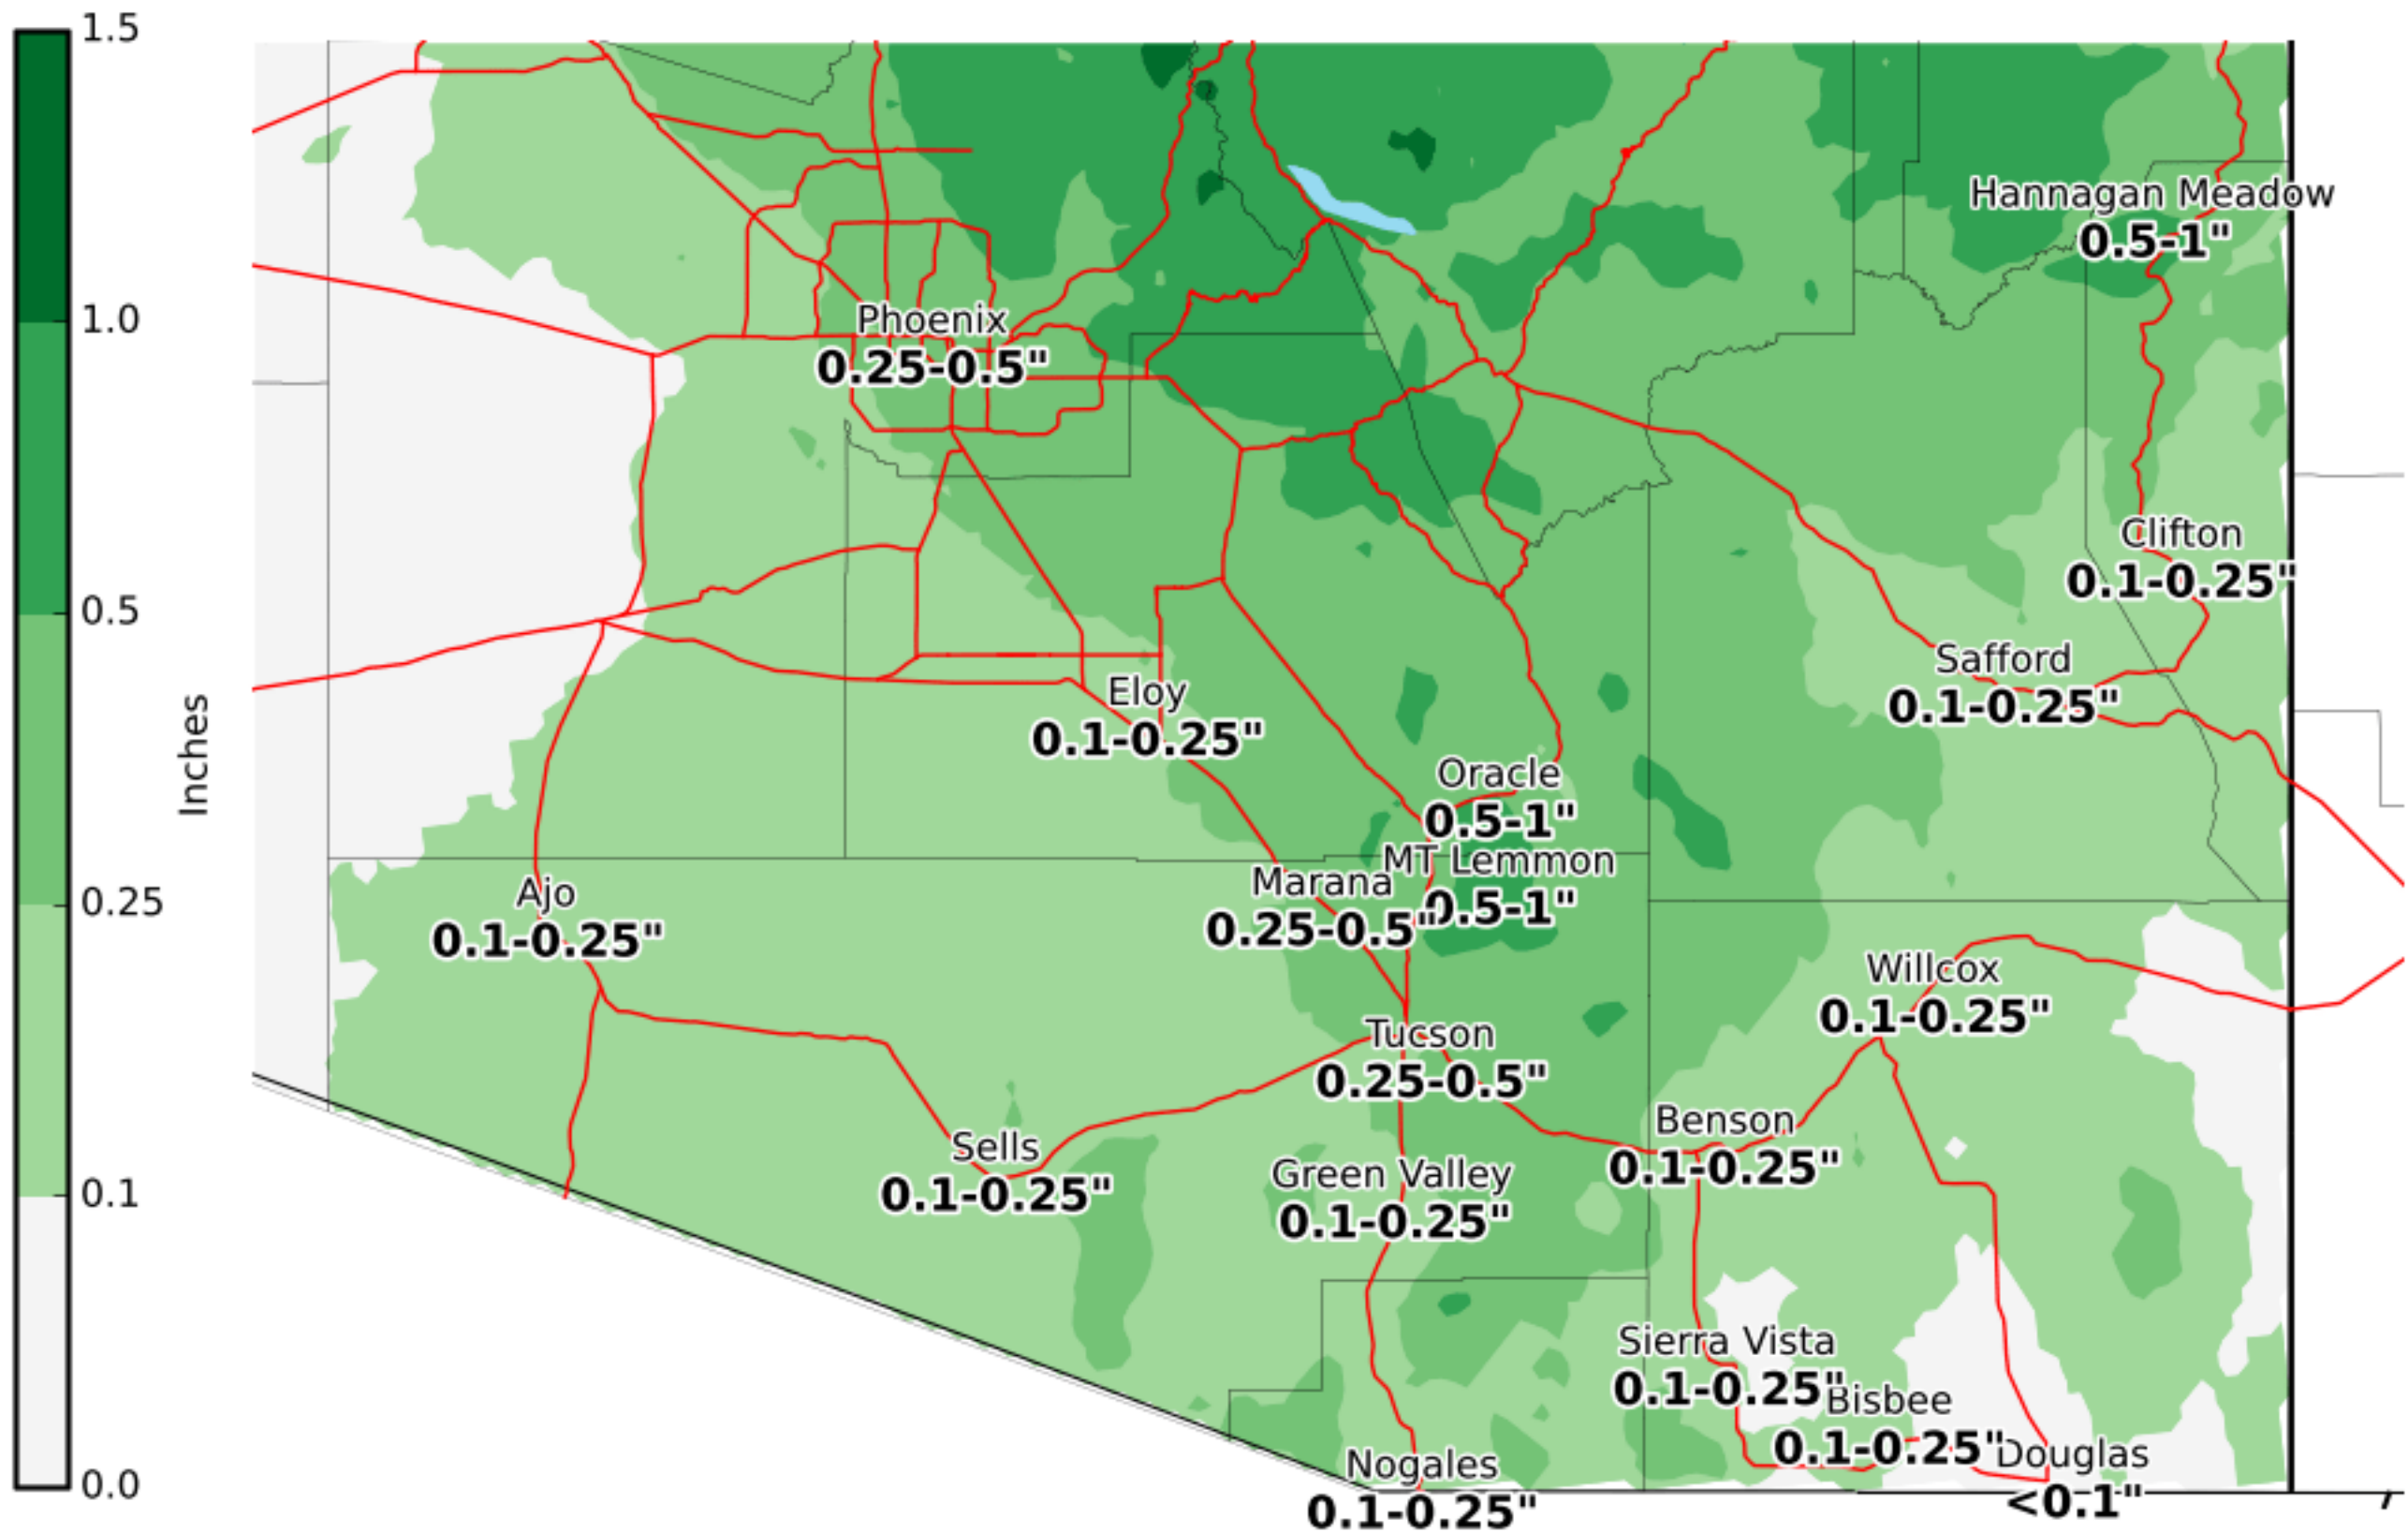 1.5
1.0
0.5
0.25
0.1
0.0
Inches
Hannagan Meadow
0.5-1"
Phoenix
0.25-0.5"
Clifton
0.1-0.25"
Safford
0.1-0.25"
Eloy
0.1-0.25"
Oracle
0.5-1"
MT Lemmon
0.5-1"
Marana
0.25-0.5"
Ajo
0.1-0.25"
Willcox
0.1-0.25"
Tucson
0.25-0.5"
Benson
0.1-0.25"
Sells
0.1-0.25"
Green Valley
0.1-0.25"
Sierra Vista
0.1-0.25"
Bisbee
0.1-0.25"
Douglas
<0.1"
Nogales
0.1-0.25"